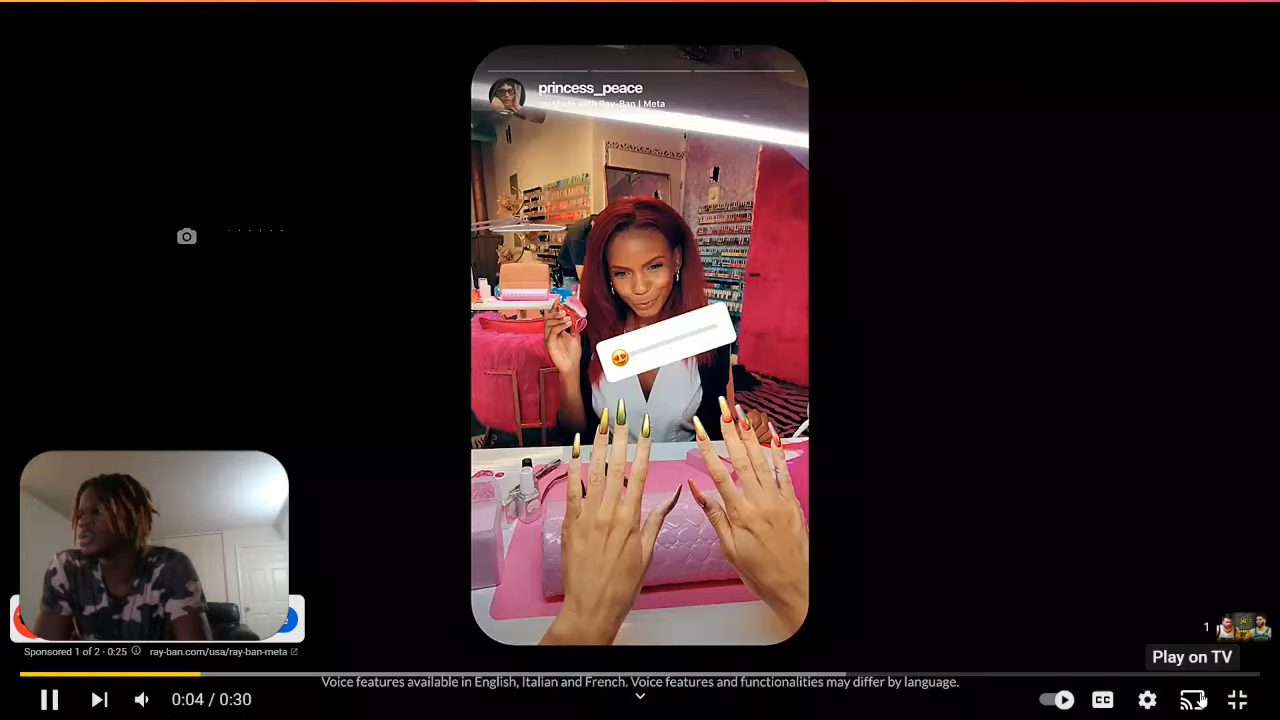 princess_peace
Made with Ray-Ban | Meta
1
Play on TV
Sponsored 1 of 2 · 0:25
ray-ban.com/usa/ray-ban-meta
Voice features available in English, Italian and French. Voice features and functionalities may differ by language.
0:04 / 0:30
CC